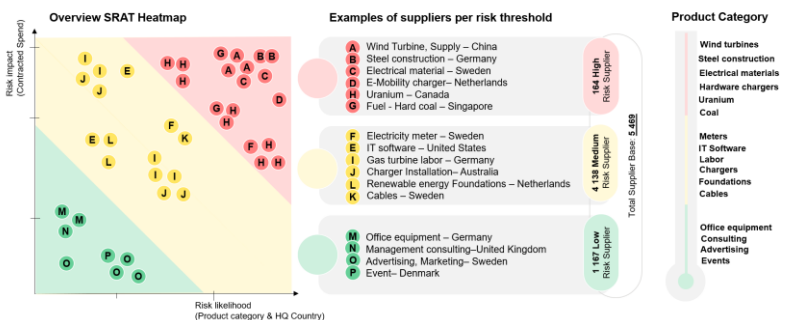 Overview SRAT Heatmap
Risk impact
(Contracted Spend)
I
I
E
J
J
H
H
H
G
A
B
B
A
A
C
C
D
G
H
H
F
H
H
H
E
L
L
F
K
I
I
I
J
J
M
M
N
O
P
O
O
O
Risk likelihood
(Product category & HQ Country)
Examples of suppliers per risk threshold
A Wind Turbine, Supply – China
B Steel construction – Germany
C Electrical material – Sweden
D E-Mobility charger– Netherlands
H Uranium – Canada
G Fuel - Hard coal – Singapore
164 High
Risk Supplier
F Electricity meter – Sweden
E IT software – United States
I Gas turbine labor – Germany
J Charger Installation– Australia
L Renewable energy Foundations – Netherlands
K Cables – Sweden
4 138 Medium
Risk Supplier
M Office equipment – Germany
N Management consulting–United Kingdom
O Advertising, Marketing– Sweden
P Event– Denmark
1 167 Low
Risk Supplier
Total Supplier Base: 5 469
Product Category
Wind turbines
Steel construction
Electrical materials
Hardware chargers
Uranium
Coal
Meters
IT Software
Labor
Chargers
Foundations
Cables
Office equipment
Consulting
Advertising
Events